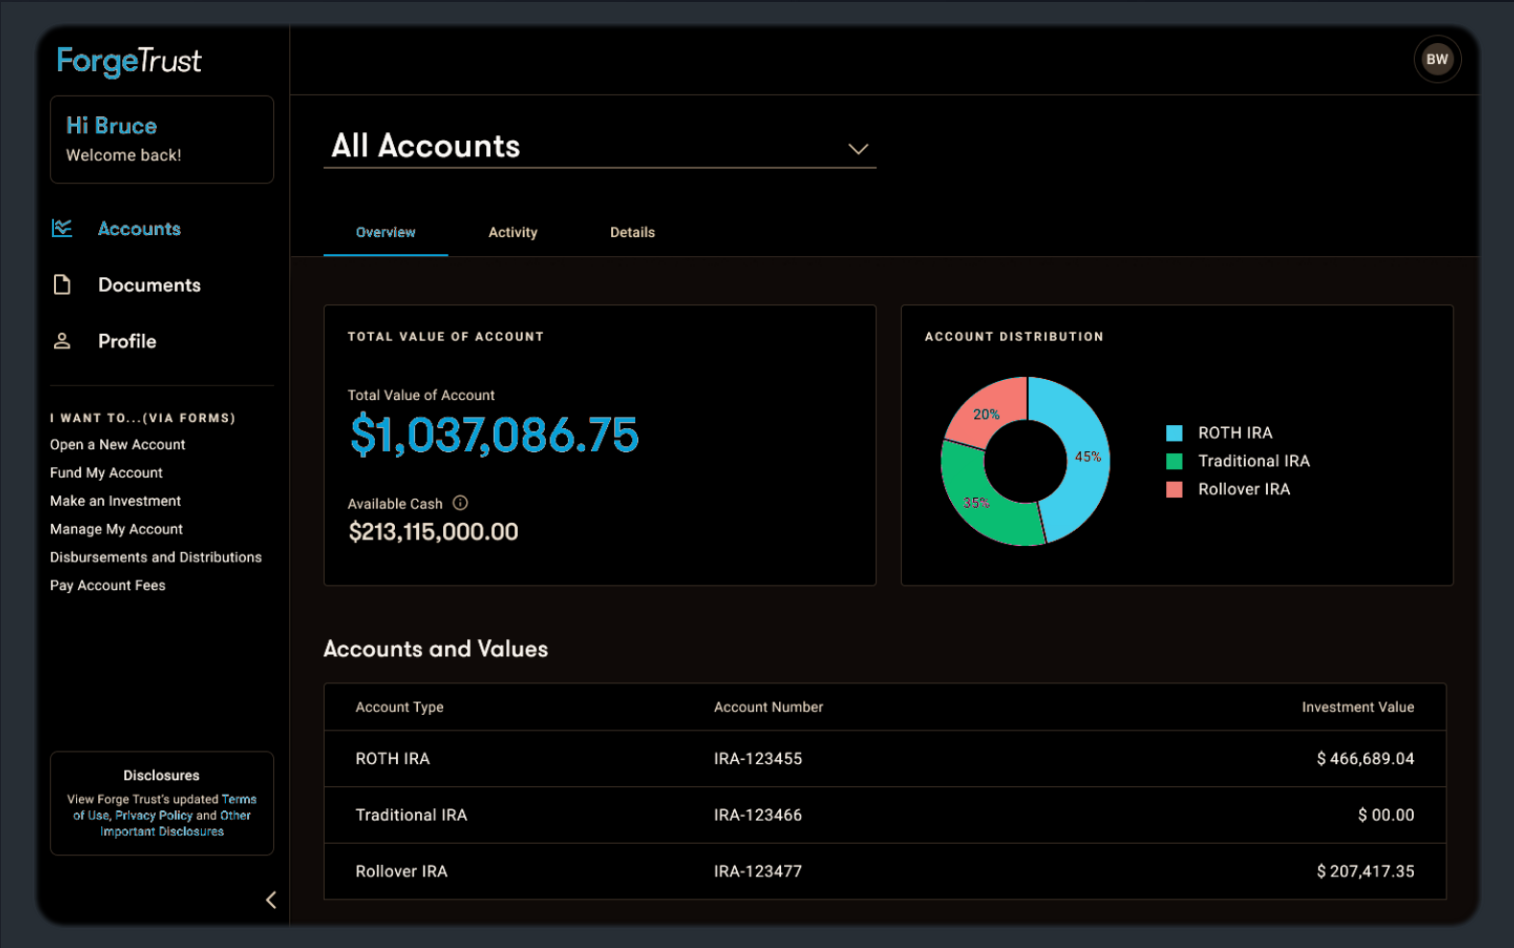 ForgeTrust
BW
Hi Bruce
Welcome back!
Accounts
Documents
Profile
I WANT TO...(VIA FORMS)
Open a New Account
Fund My Account
Make an Investment
Manage My Account
Disbursements and Distributions
Pay Account Fees
Disclosures
View Forge Trust's updated Terms
of Use, Privacy Policy and Other
Important Disclosures
All Accounts
Overview Activity Details
TOTAL VALUE OF ACCOUNT
Total Value of Account
$1,037,086.75
Available Cash
$213,115,000.00
ACCOUNT DISTRIBUTION
20%
45%
35%
ROTH IRA
Traditional IRA
Rollover IRA
Accounts and Values
Account Type Account Number Investment Value
ROTH IRA IRA-123455 $ 466,689.04
Traditional IRA IRA-123466 $ 00.00
Rollover IRA IRA-123477 $ 207,417.35